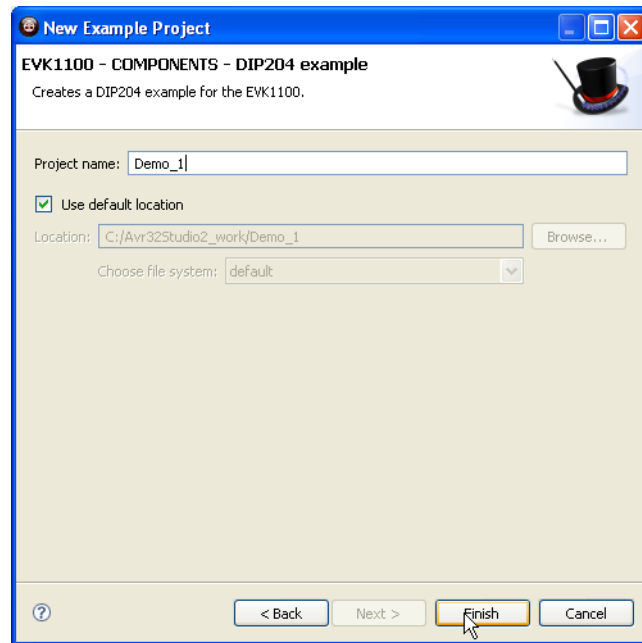 New Example Project
EVK1100 - COMPONENTS - DIP204 example
Creates a DIP204 example for the EVK1100.
Project name: Demo_1
Use default location
Location: C:/Avr32Studio2_work/Demo_1 Browse...
Choose file system: default
? < Back Next > Finish Cancel